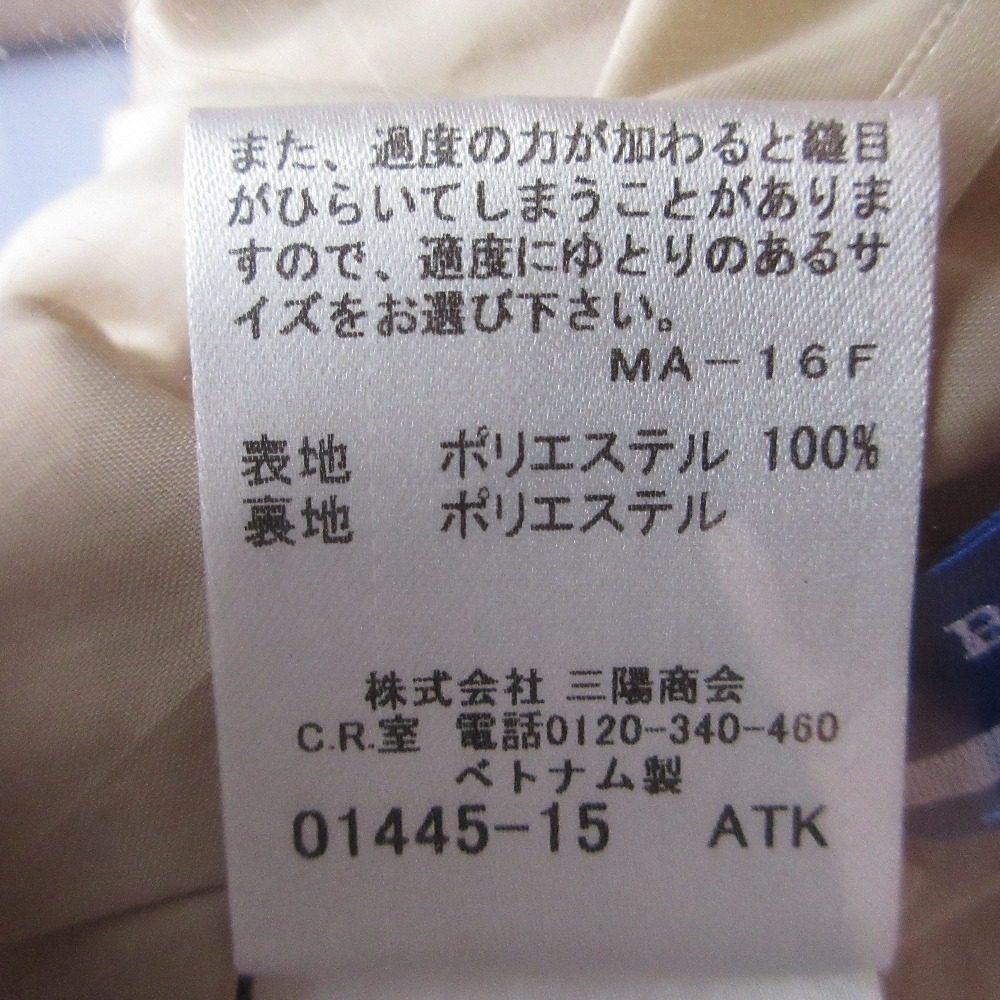 また、過度の力が加わると縫目
がひらいてしまうことがありま
すので、適度にゆとりのあるサ
イズをお選び下さい。
MA-16F
表地 ポリエステル 100%
裏地 ポリエステル
株式会社 三陽商会
C.R.室 電話0120-340-460
ベトナム製
01445-15 ATK